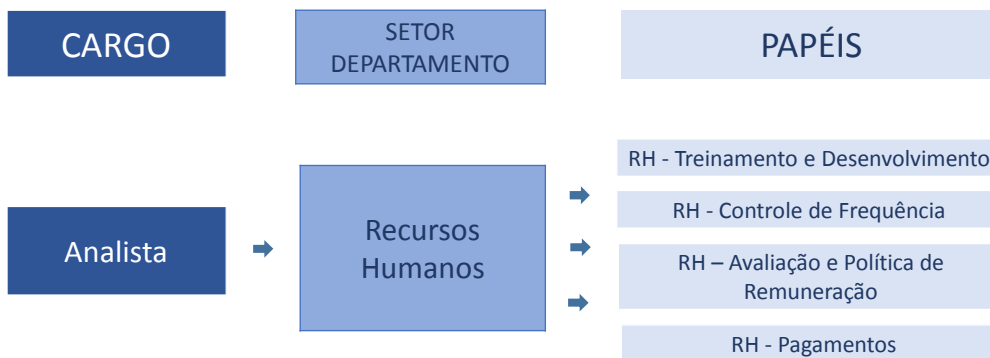 CARGO
SETOR
DEPARTAMENTO
PAPÉIS
Analista
Recursos
Humanos
RH - Treinamento e Desenvolvimento
RH - Controle de Frequência
RH – Avaliação e Política de
Remuneração
RH - Pagamentos